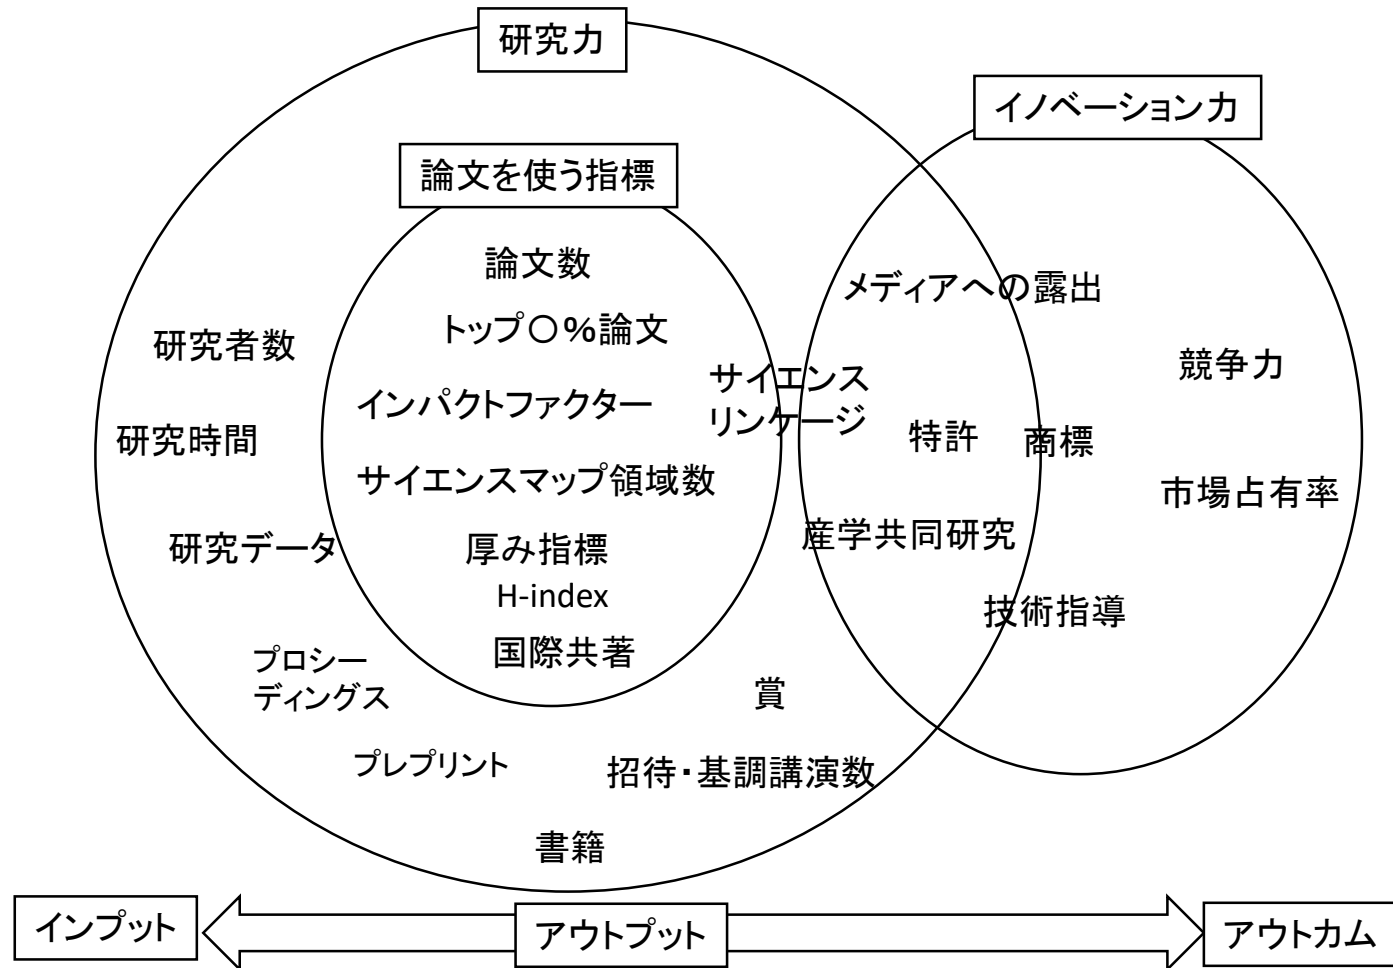 研究力
イノベーション力
論文を使う指標
論文数
メディアへの露出
トップ〇%論文
研究者数
競争力
サイエンス
リンケージ
インパクトファクター
研究時間
特許
商標
サイエンスマップ領域数
市場占有率
研究データ
厚み指標
産学共同研究
H-index
技術指導
国際共著
プロシー
ディングス
賞
プレプリント
招待・基調講演数
書籍
インプット
アウトプット
アウトカム